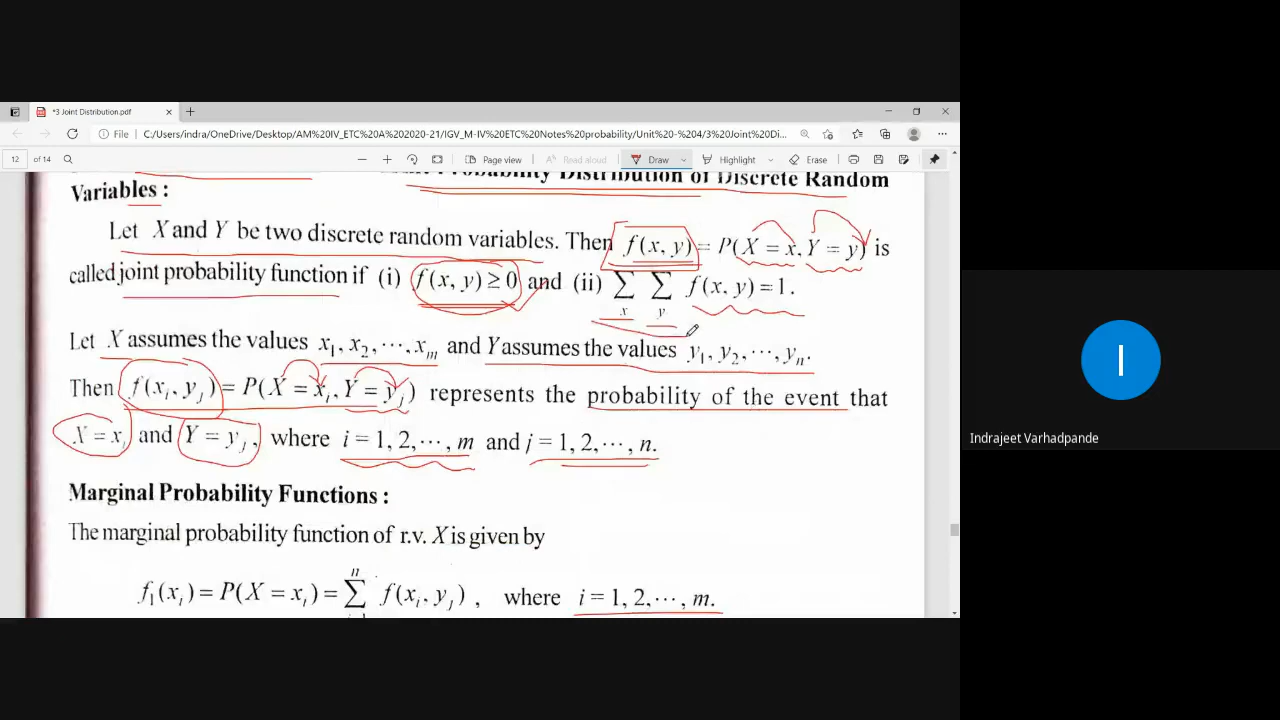 *3 Joint Distribution.pdf
File C:/Users/indra/OneDrive/Desktop/AM%20IV_ETC%20A%202020-21/IGV_M-IV%20ETC%20Notes%20probability/Unit%20-%204/3%20Joint%20Di...
12 of 14 Page view Read aloud Draw Highlight Erase
Probability Distribution of Discrete Random
Variables :
Let X and Y be two discrete random variables. Then f(x, y) = P(X = x, Y = y) is
called joint probability function if (i) f(x, y) ≥ 0 and (ii) ∑x ∑y f(x, y) = 1.
Let X assumes the values x₁, x₂, ⋯, xₘ and Y assumes the values y₁, y₂, ⋯, yₙ.
Then f(xᵢ, yⱼ) = P(X = xᵢ, Y = yⱼ) represents the probability of the event that
X = xᵢ and Y = yⱼ, where i = 1, 2, ⋯, m and j = 1, 2, ⋯, n.
Marginal Probability Functions :
The marginal probability function of r.v. X is given by
f₁(xᵢ) = P(X = xᵢ) = ∑ⁿ f(xᵢ, yⱼ) , where i = 1, 2, ⋯, m.
I
Indrajeet Varhadpande